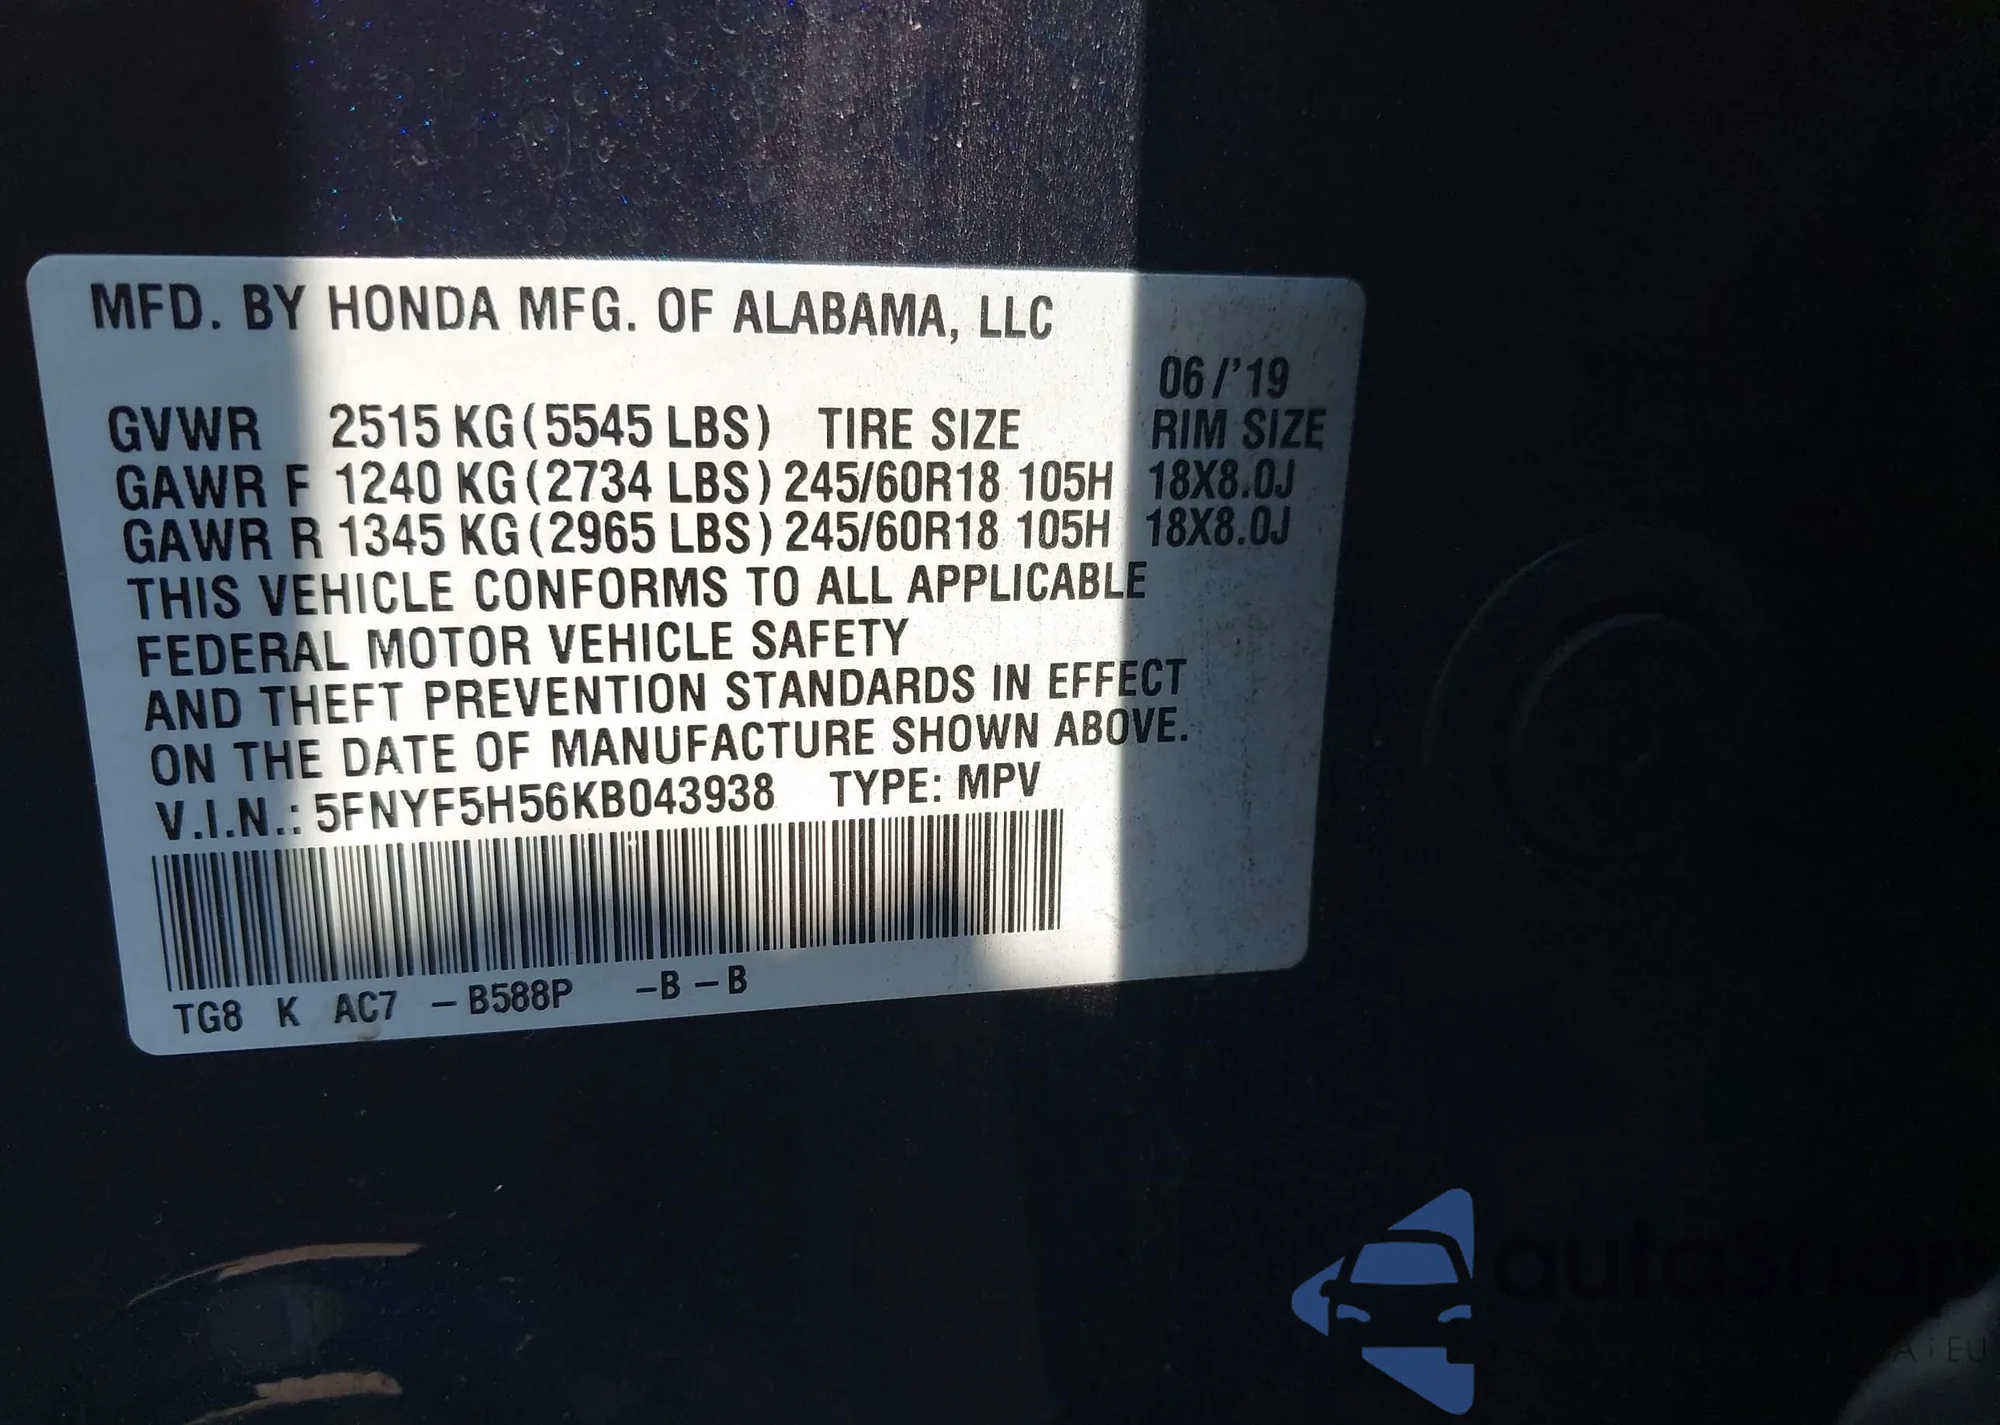 MFD. BY HONDA MFG. OF ALABAMA, LLC
06/'19
GVWR 2515 KG (5545 LBS) TIRE SIZE RIM SIZE
GAWR F 1240 KG (2734 LBS) 245/60R18 105H 18X8.0J
GAWR R 1345 KG (2965 LBS) 245/60R18 105H 18X8.0J
THIS VEHICLE CONFORMS TO ALL APPLICABLE
FEDERAL MOTOR VEHICLE SAFETY
AND THEFT PREVENTION STANDARDS IN EFFECT
ON THE DATE OF MANUFACTURE SHOWN ABOVE.
V.I.N.: 5FNYF5H56KB043938 TYPE: MPV
TG8 K AC7 -B588P -B-B
EU